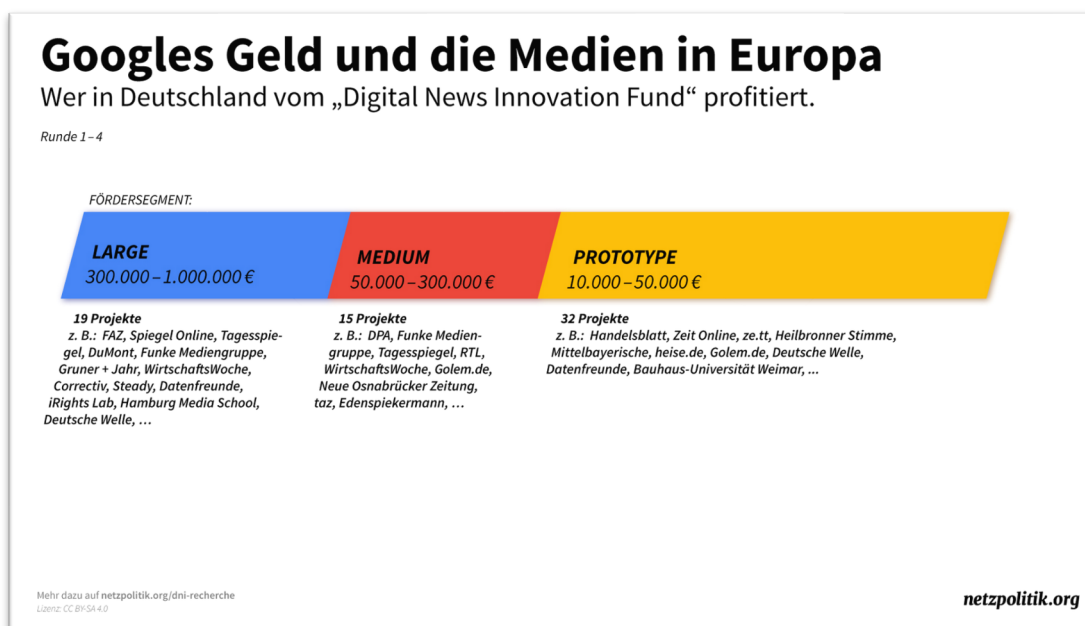 Googles Geld und die Medien in Europa
Wer in Deutschland vom „Digital News Innovation Fund“ profitiert.
Runde 1 – 4
FÖRDERSEGMENT:
LARGE
300.000 – 1.000.000 €
19 Projekte
z. B.: FAZ, Spiegel Online, Tagesspie-
gel, DuMont, Funke Mediengruppe,
Gruner + Jahr, WirtschaftsWoche,
Correctiv, Steady, Datenfreunde,
iRights Lab, Hamburg Media School,
Deutsche Welle, …
MEDIUM
50.000 – 300.000 €
15 Projekte
z. B.: DPA, Funke Medien-
gruppe, Tagesspiegel, RTL,
WirtschaftsWoche, Golem.de,
Neue Osnabrücker Zeitung,
taz, Edenspiekermann, …
PROTOTYPE
10.000 – 50.000 €
32 Projekte
z. B.: Handelsblatt, Zeit Online, ze.tt, Heilbronner Stimme,
Mittelbayerische, heise.de, Golem.de, Deutsche Welle,
Datenfreunde, Bauhaus-Universität Weimar, ...
Mehr dazu auf netzpolitik.org/dni-recherche
Lizenz: CC BY-SA 4.0
netzpolitik.org